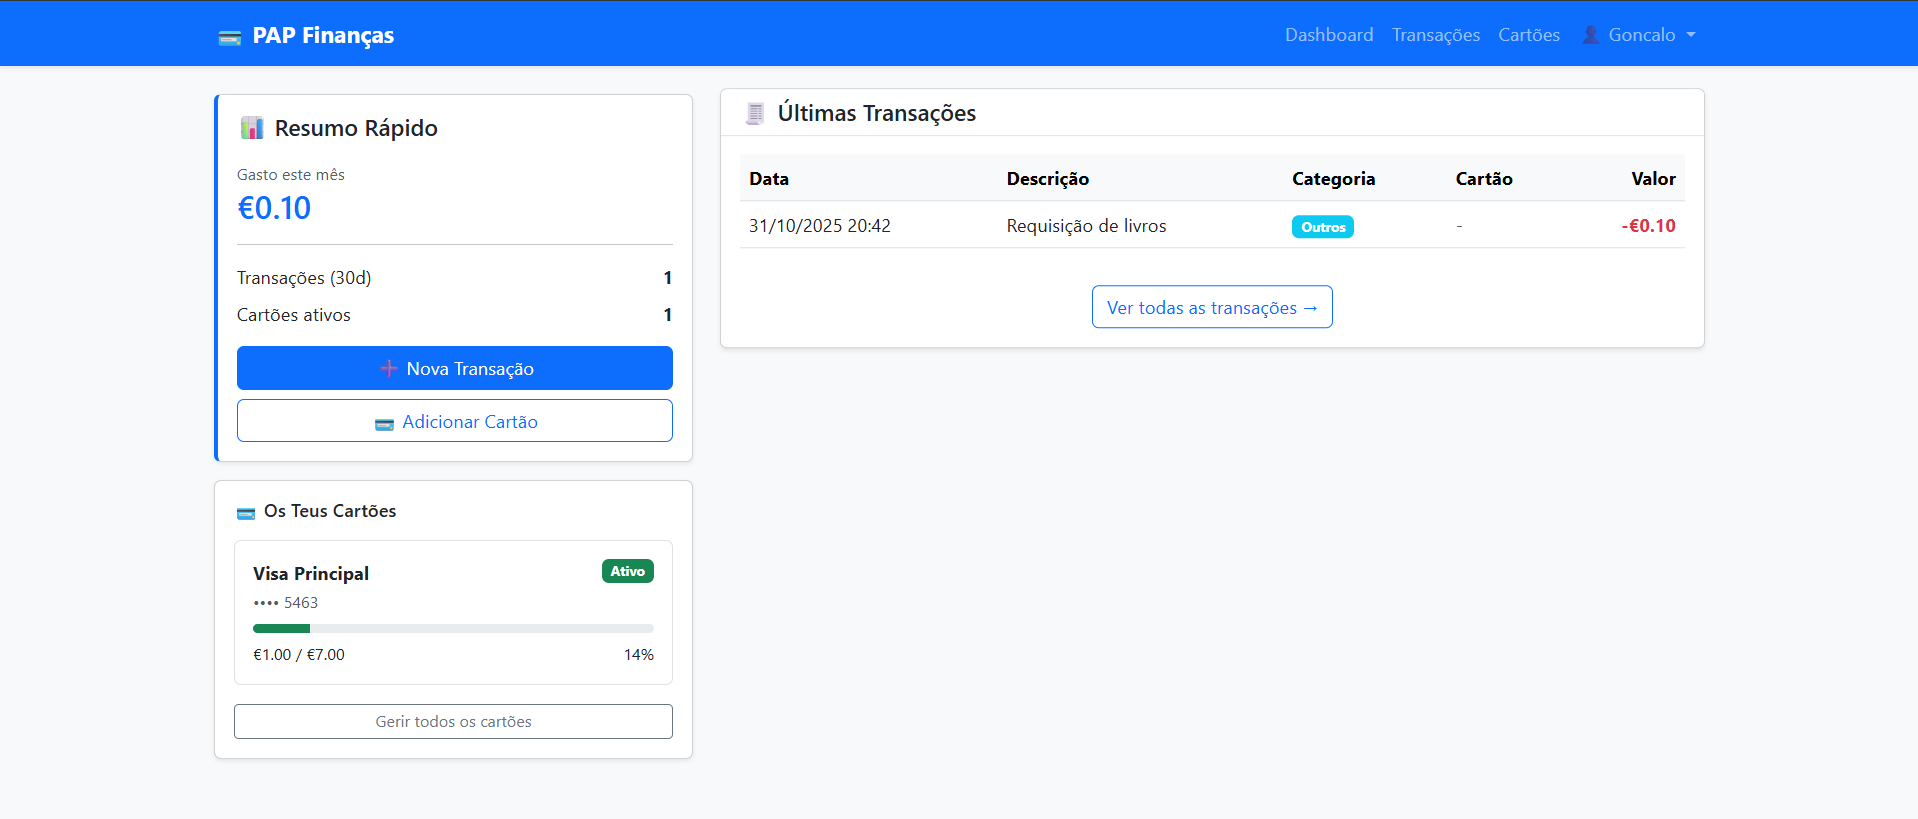 PAP Finanças
Dashboard Transações Cartões Goncalo
Resumo Rápido
Gasto este mês
€0.10
Transações (30d) 1
Cartões ativos 1
Nova Transação
Adicionar Cartão
Os Teus Cartões
Visa Principal Ativo
•••• 5463
€1.00 / €7.00 14%
Gerir todos os cartões
Últimas Transações
Data Descrição Categoria Cartão Valor
31/10/2025 20:42 Requisição de livros Outros - -€0.10
Ver todas as transações →